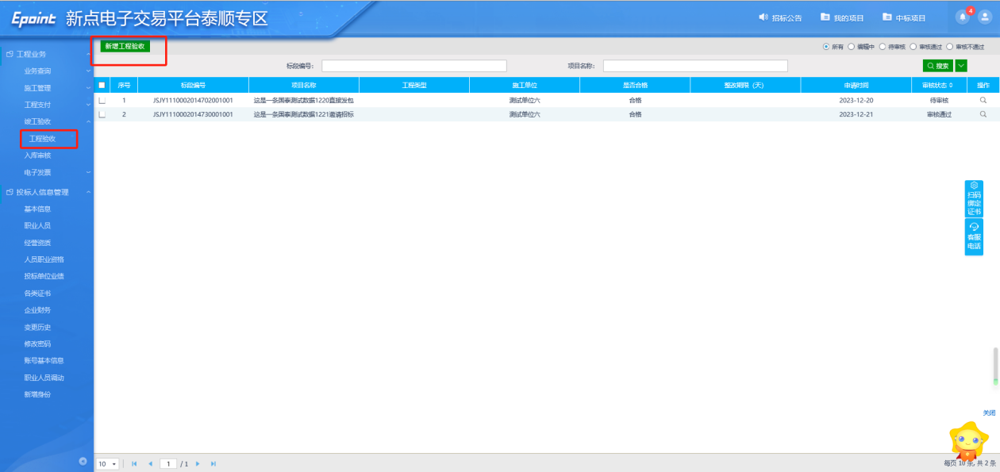 Epoint 新点电子交易平台泰顺专区
招标公告 我的项目 中标项目 4
工程业务
业务查询
施工管理
工程支付
竣工验收
工程验收
入库审核
电子发票
投标人信息管理
基本信息
职业人员
经营资质
人员职业资格
投标单位业绩
各类证书
企业财务
变更历史
修改密码
账号基本信息
职业人员调动
新增身份
新增工程验收
所有 编辑中 待审核 审核通过 审核不通过
标段编号: 项目名称: 搜索
序号 标段编号 项目名称 工程类型 施工单位 是否合格 整改期限(天) 申请时间 审核状态 操作
1 JSJY1110002014702001001 这是一条国泰测试数据1220直接发包 测试单位六 合格 2023-12-20 待审核
2 JSJY1110002014730001001 这是一条国泰测试数据1221邀请招标 测试单位六 合格 2023-12-21 审核通过
扫码
绑定
证书
客服
电话
关闭
10 1 / 1 每页 10 条, 共 2 条